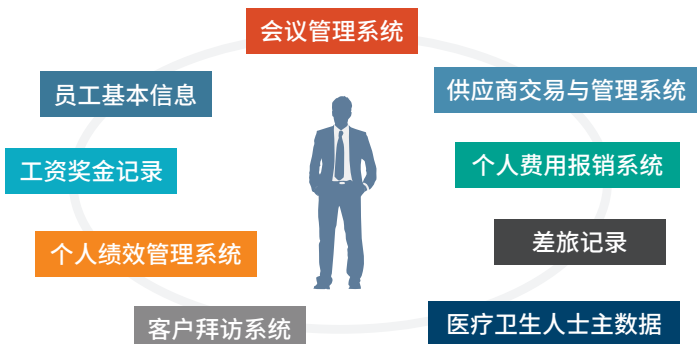 会议管理系统
员工基本信息
供应商交易与管理系统
工资奖金记录
个人费用报销系统
个人绩效管理系统
差旅记录
客户拜访系统
医疗卫生人士主数据